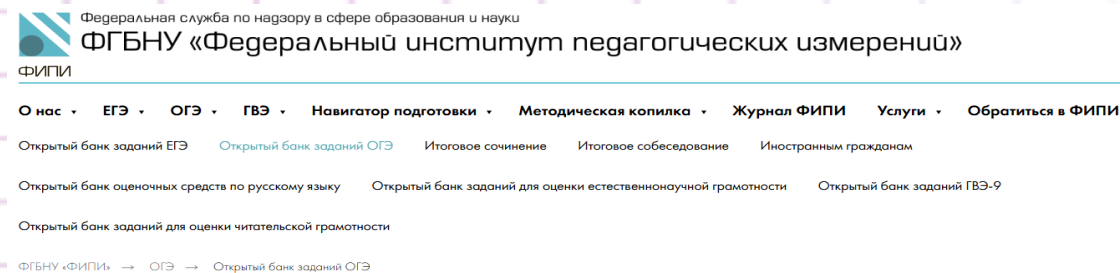 Федеральная служба по надзору в сфере образования и науки
ФГБНУ «Федеральный институт педагогических измерений»
ФИПИ
О нас ЕГЭ ОГЭ ГВЭ Навигатор подготовки Методическая копилка Журнал ФИПИ Услуги Обратиться в ФИПИ
Открытый банк заданий ЕГЭ Открытый банк заданий ОГЭ Итоговое сочинение Итоговое собеседование Иностранным гражданам
Открытый банк оценочных средств по русскому языку Открытый банк заданий для оценки естественнонаучной грамотности Открытый банк заданий ГВЭ-9
Открытый банк заданий для оценки читательской грамотности
ФГБНУ «ФИПИ» → ОГЭ → Открытый банк заданий ОГЭ